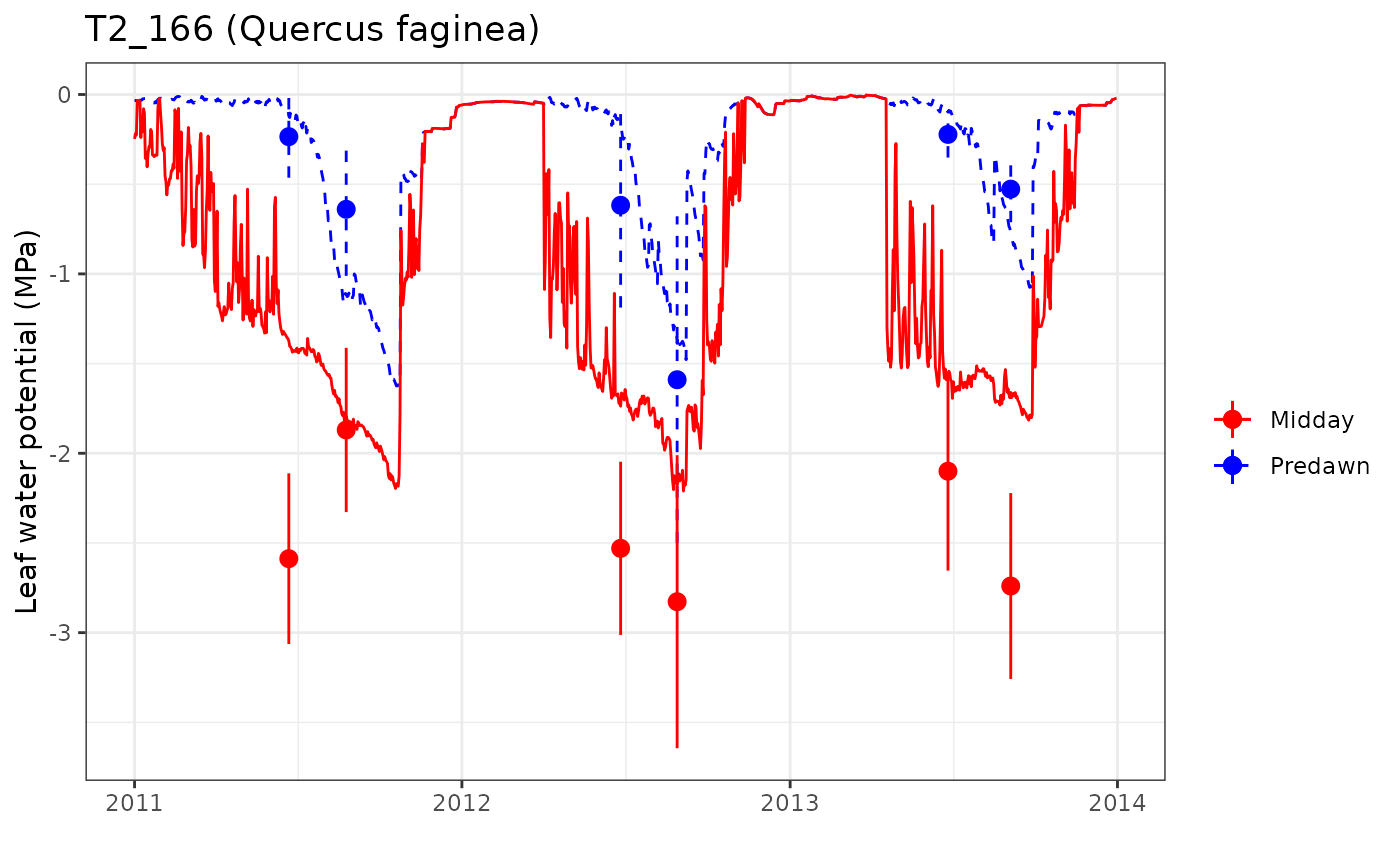 T2_166 (Quercus faginea)
Leaf water potential (MPa)
0
-1
-2
-3
2011
2012
2013
2014
Midday
Predawn